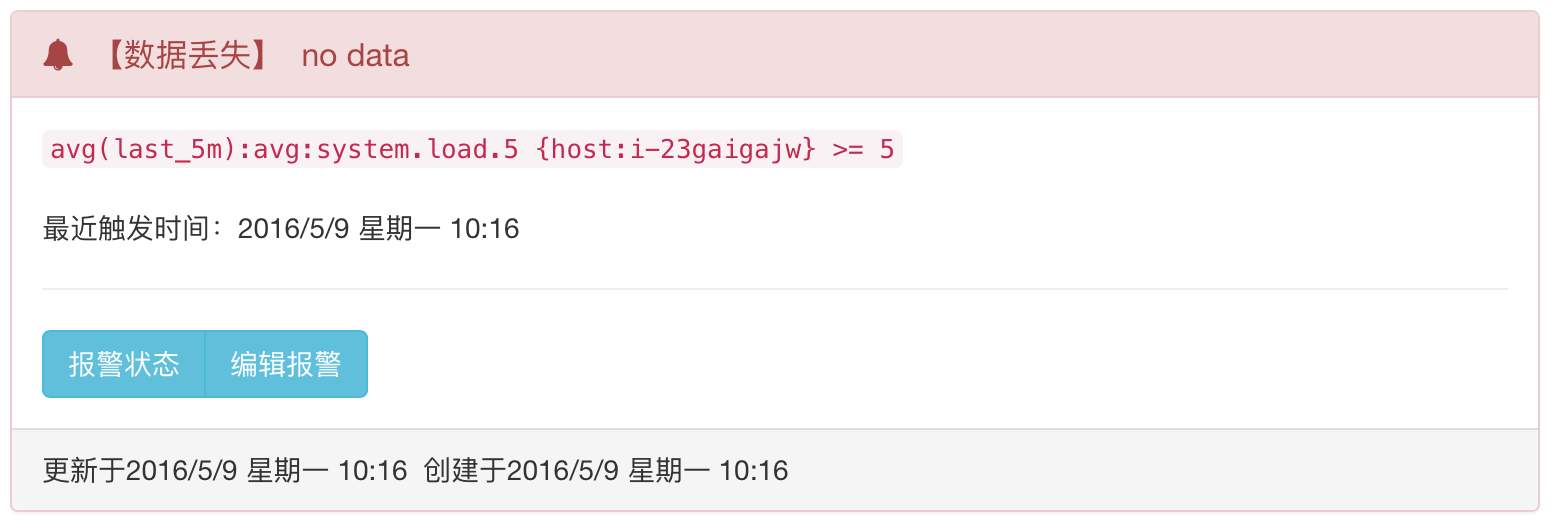 【数据丢失】 no data
avg(last_5m):avg:system.load.5 {host:i-23gaigajw} >= 5
最近触发时间：2016/5/9 星期一 10:16
报警状态 编辑报警
更新于2016/5/9 星期一 10:16 创建于2016/5/9 星期一 10:16